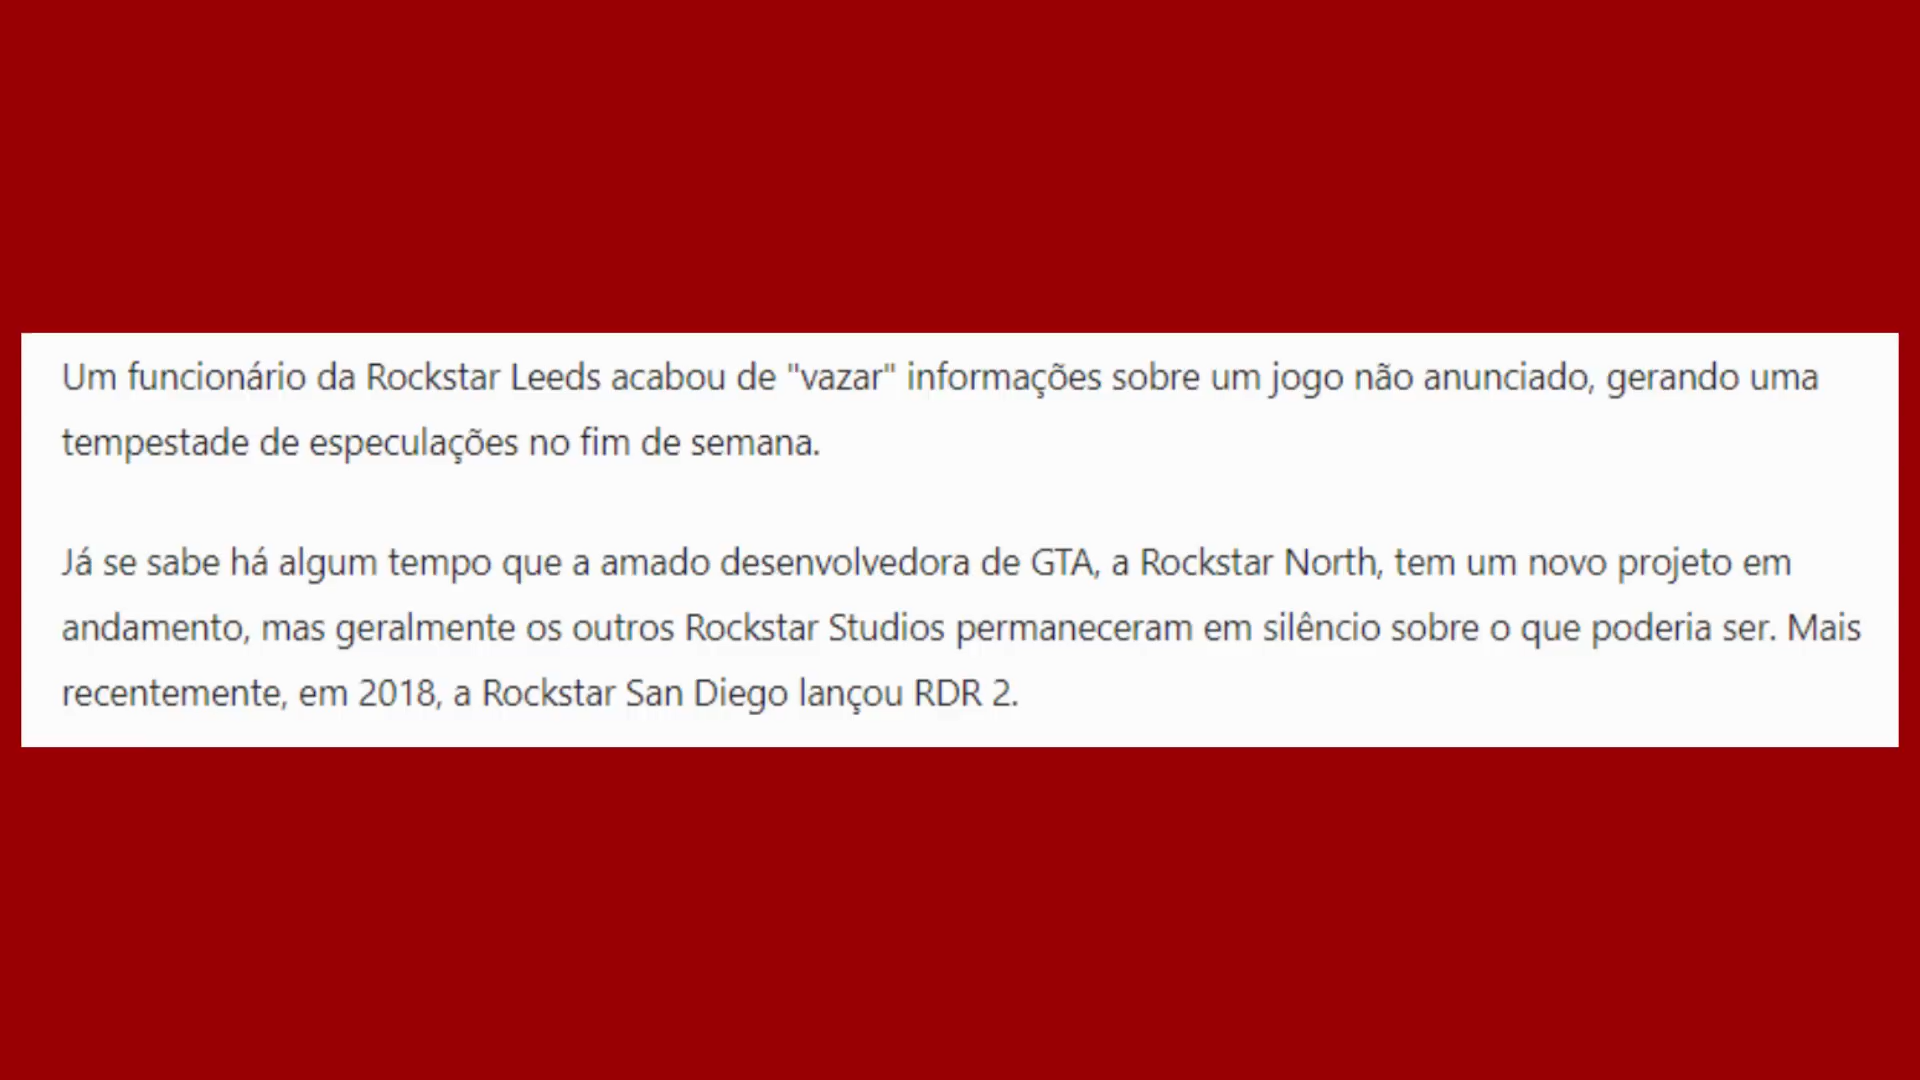 Um funcionário da Rockstar Leeds acabou de "vazar" informações sobre um jogo não anunciado, gerando uma
tempestade de especulações no fim de semana.
Já se sabe há algum tempo que a amado desenvolvedora de GTA, a Rockstar North, tem um novo projeto em
andamento, mas geralmente os outros Rockstar Studios permaneceram em silêncio sobre o que poderia ser. Mais
recentemente, em 2018, a Rockstar San Diego lançou RDR 2.